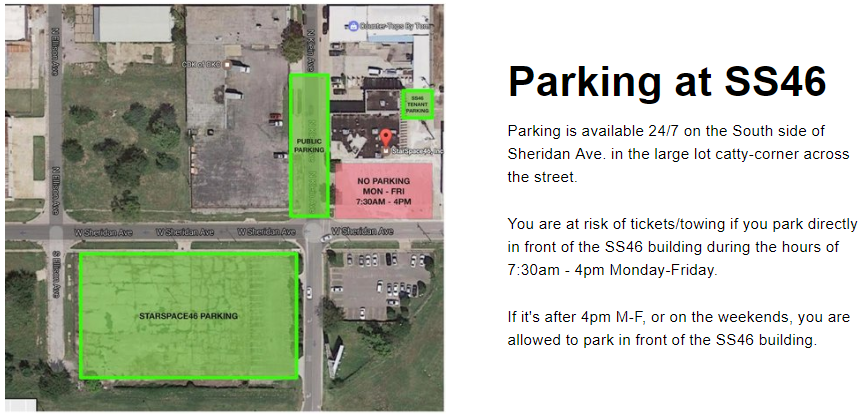 Counter-Tops By Tom
N Ellison Ave
N Klein Ave
CDK of OKC
SS46
TENANT
PARKING
PUBLIC
PARKING
StarSpace46, Inc
NO PARKING
MON - FRI
7:30AM - 4PM
N Ellison Ave
N Ellison Ave
W Sheridan Ave
W Sheridan Ave
W Sheridan Ave
W Sheridan Ave
S Ellison Ave
STARSPACE46 PARKING
Parking at SS46
Parking is available 24/7 on the South side of
Sheridan Ave. in the large lot catty-corner across
the street.
You are at risk of tickets/towing if you park directly
in front of the SS46 building during the hours of
7:30am - 4pm Monday-Friday.
If it's after 4pm M-F, or on the weekends, you are
allowed to park in front of the SS46 building.